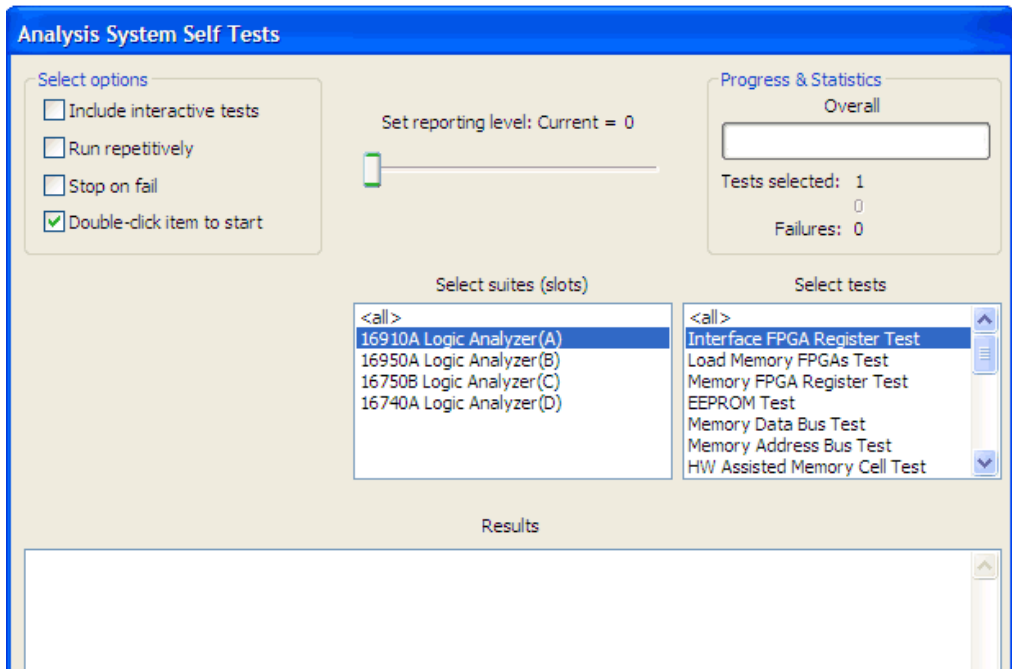 Analysis System Self Tests
Select options
Include interactive tests
Run repetitively
Stop on fail
Double-click item to start
Set reporting level: Current = 0
Progress & Statistics
Overall
Tests selected: 1
0
Failures: 0
Select suites (slots)
<all>
16910A Logic Analyzer(A)
16950A Logic Analyzer(B)
16750B Logic Analyzer(C)
16740A Logic Analyzer(D)
Select tests
<all>
Interface FPGA Register Test
Load Memory FPGAs Test
Memory FPGA Register Test
EEPROM Test
Memory Data Bus Test
Memory Address Bus Test
HW Assisted Memory Cell Test
Results